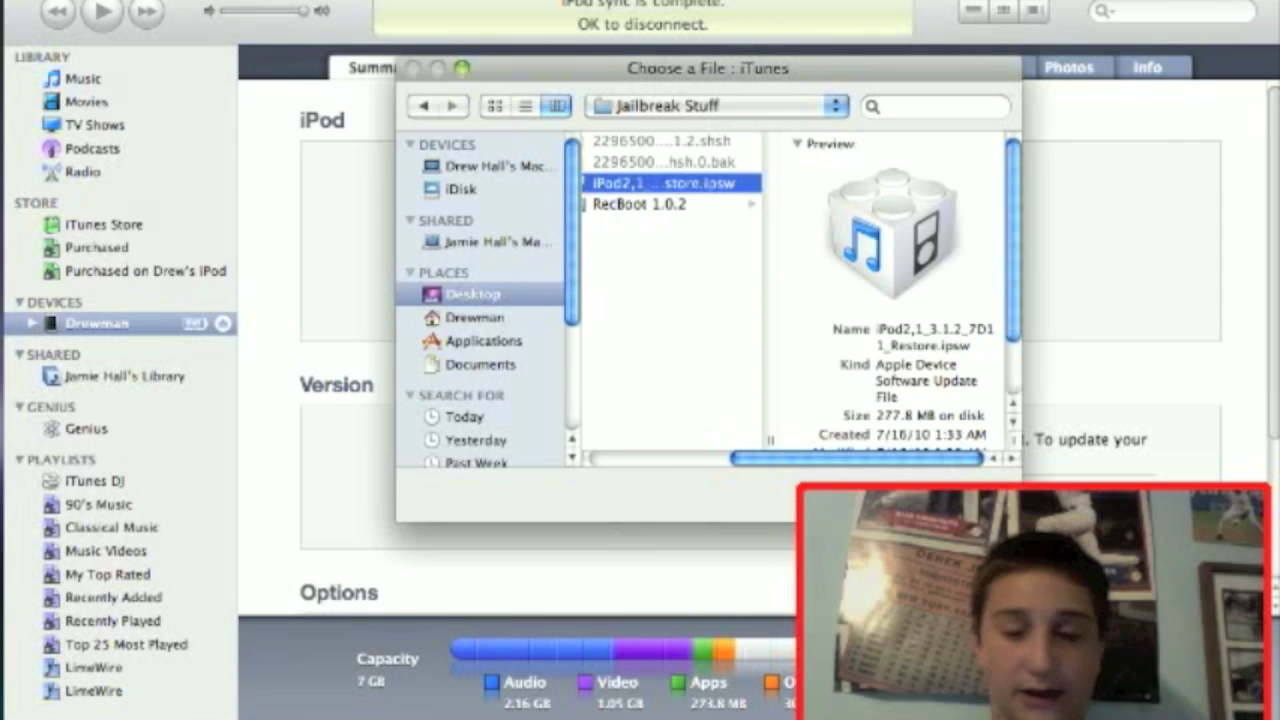 iPod sync is complete.
OK to disconnect.
LIBRARY
Music
Movies
TV Shows
Podcasts
Radio
STORE
iTunes Store
Purchased
Purchased on Drew's iPod
DEVICES
Drewman
SHARED
Jamie Hall's Library
GENIUS
Genius
PLAYLISTS
iTunes DJ
90's Music
Classical Music
Music Videos
My Top Rated
Recently Added
Recently Played
Top 25 Most Played
LimeWire
LimeWire
Summ
Photos
Info
iPod
Version
. To update your
Options
Capacity
7 GB
Audio
2.16 GB
Video
1.05 GB
Apps
273.8 MB
O
Choose a File : iTunes
Jailbreak Stuff
DEVICES
Drew Hall's Mac...
iDisk
SHARED
Jamie Hall's Ma...
PLACES
Desktop
Drewman
Applications
Documents
SEARCH FOR
Today
Yesterday
Past Week
2296500....1.2.shsh
2296500...hsh.0.bak
iPod2,1_...store.ipsw
RecBoot 1.0.2
Preview:
Name iPod2,1_3.1.2_7D1
1_Restore.ipsw
Kind Apple Device
Software Update
File
Size 277.8 MB on disk
Created 7/16/10 1:33 AM
DEREK J